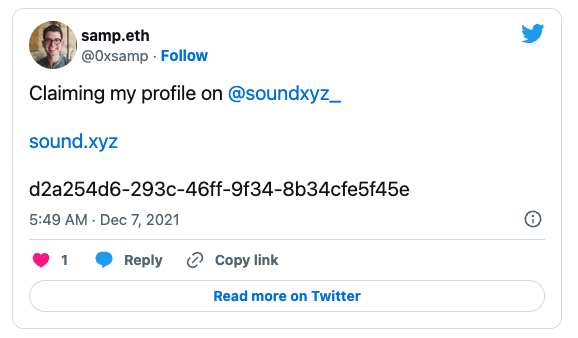 samp.eth
@0xsamp · Follow
Claiming my profile on @soundxyz_
sound.xyz
d2a254d6-293c-46ff-9f34-8b34cfe5f45e
5:49 AM · Dec 7, 2021
1 Reply Copy link
Read more on Twitter